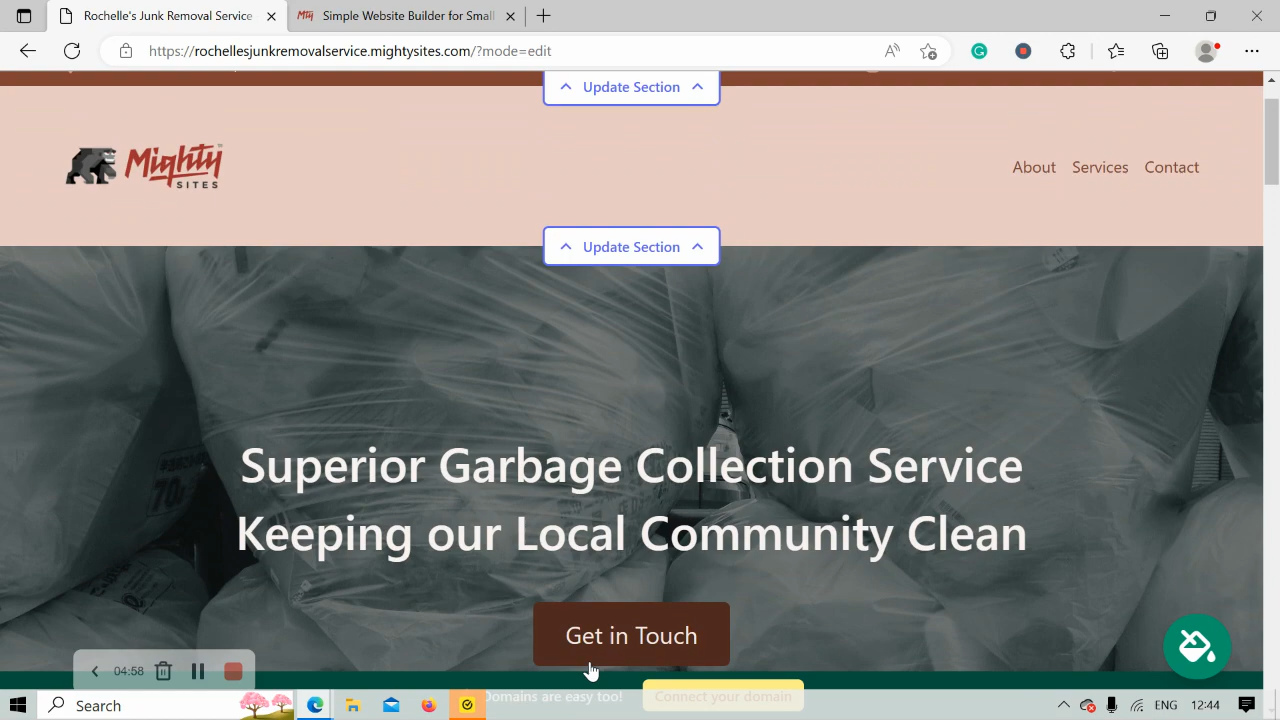 Rochelle's Junk Removal Service
Simple Website Builder for Small
https://rochellesjunkremovalservice.mightysites.com/?mode=edit
Update Section
Mighty
SITES
About Services Contact
Update Section
Superior Garbage Collection Service
Keeping our Local Community Clean
Get in Touch
04:58
Domains are easy too! Connect your domain
Search
ENG 12:44